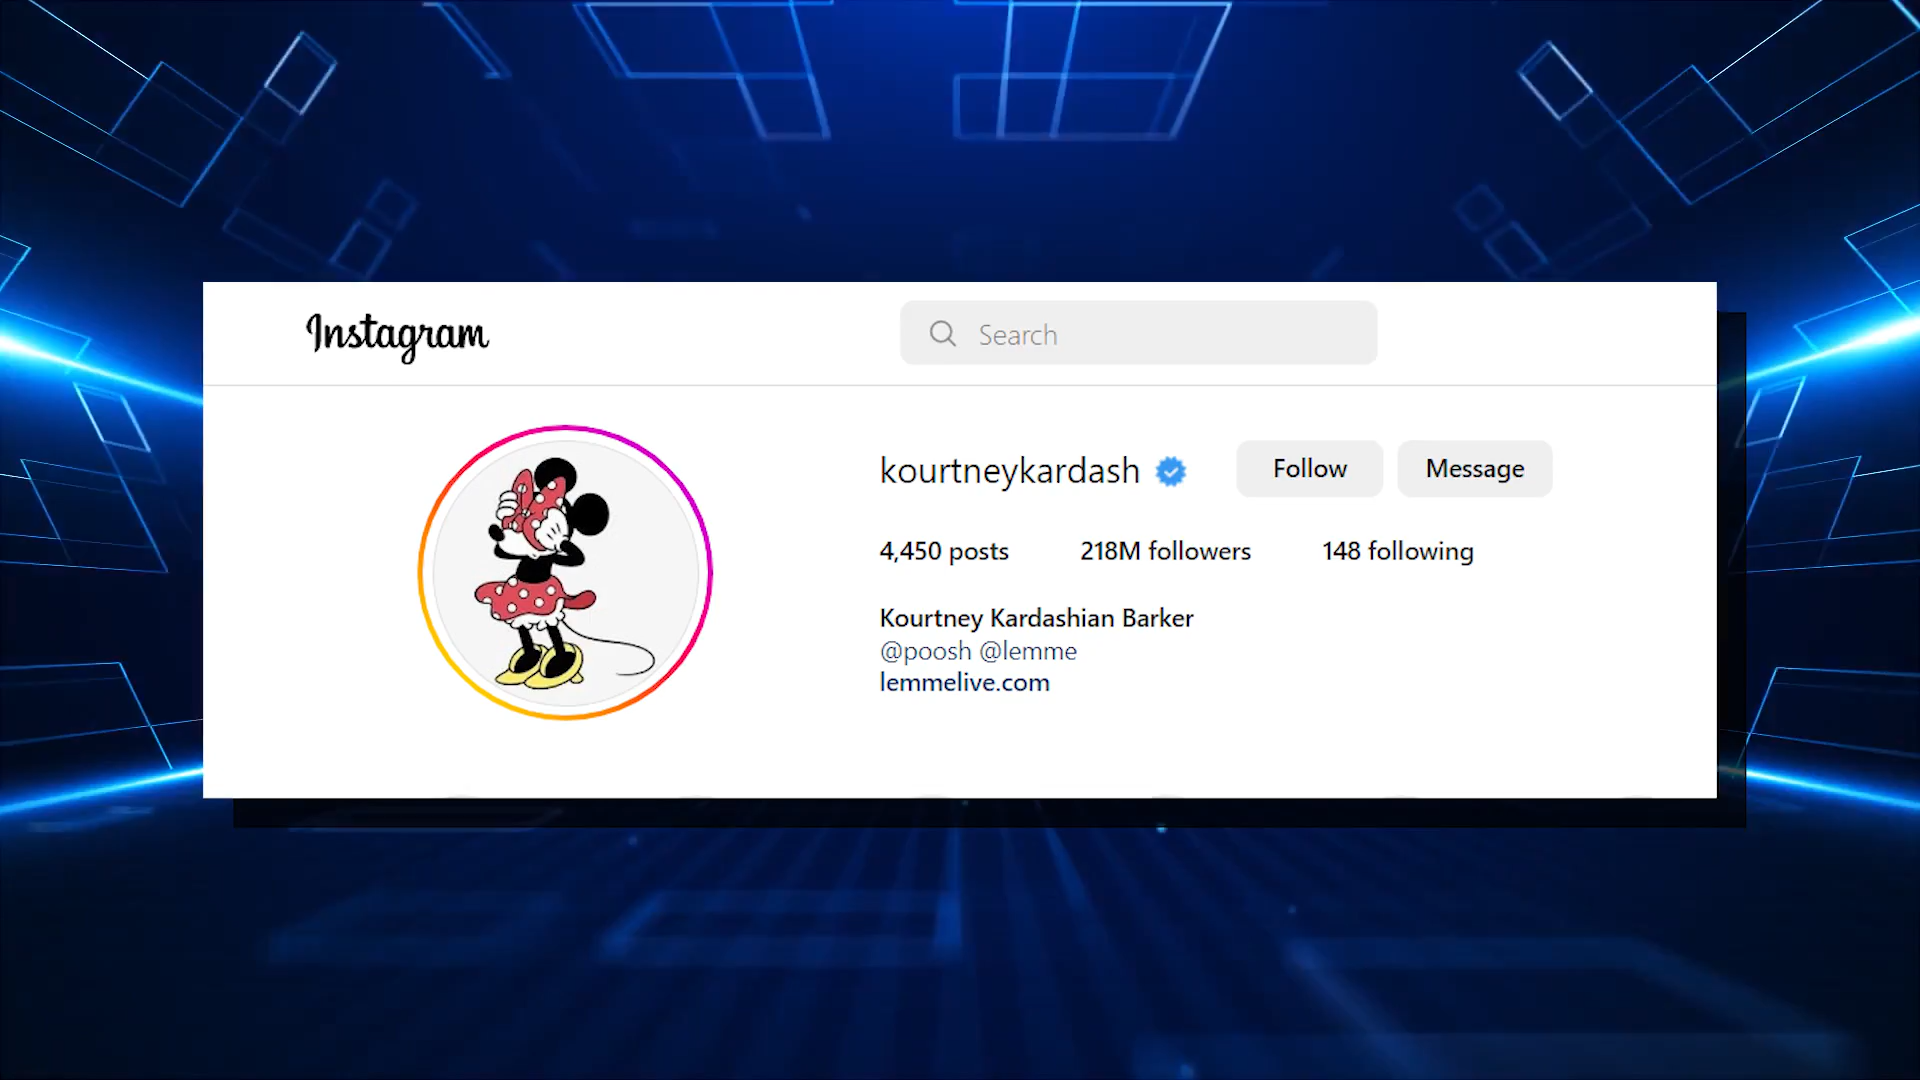 Instagram
Search
kourtneykardash
Follow
Message
4,450 posts
218M followers
148 following
Kourtney Kardashian Barker
@poosh @lemme
lemmelive.com